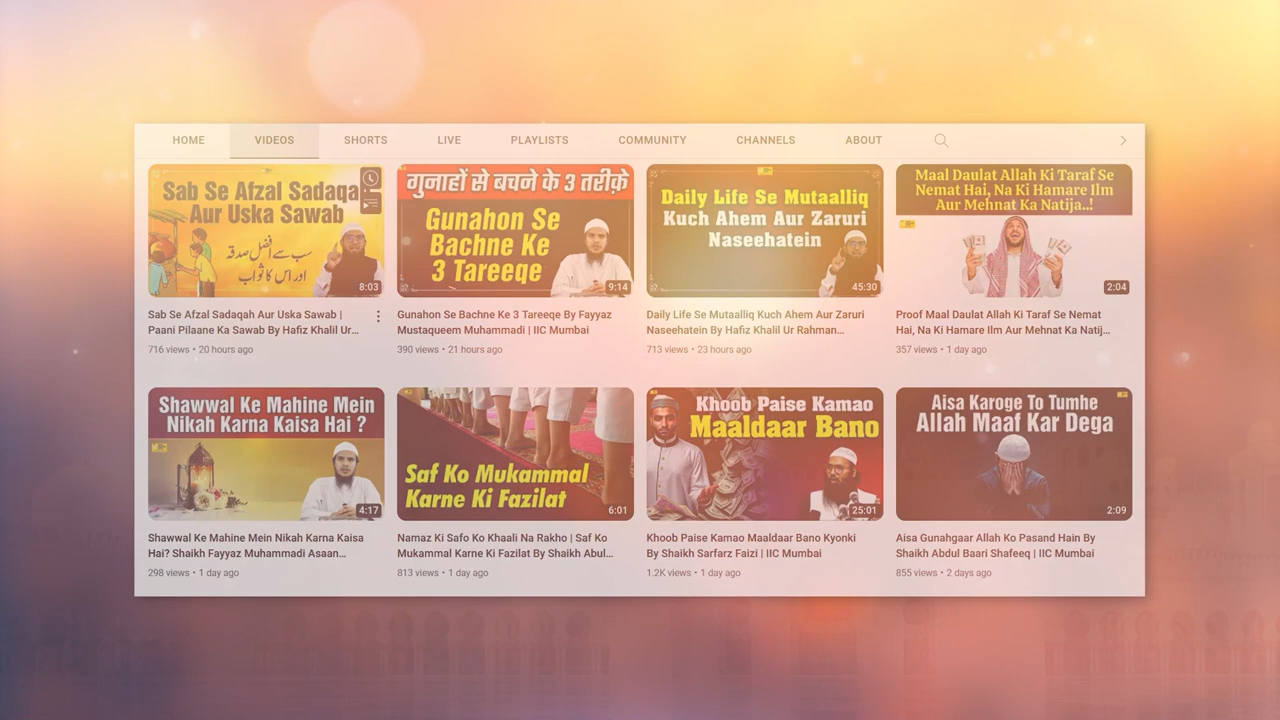 HOME VIDEOS SHORTS LIVE PLAYLISTS COMMUNITY CHANNELS ABOUT
Sab Se Afzal Sadaqa
Aur Uska Sawab
سب سے افضل صدقہ
اور اس کا ثواب
8:03
Sab Se Afzal Sadaqah Aur Uska Sawab |
Paani Pilaane Ka Sawab By Hafiz Khalil Ur...
716 views • 20 hours ago
गुनाहों से बचने के 3 तरीक़े
Gunahon Se
Bachne Ke
3 Tareeqe
9:14
Gunahon Se Bachne Ke 3 Tareeqe By Fayyaz
Mustaqueem Muhammadi | IIC Mumbai
390 views • 21 hours ago
Daily Life Se Mutaalliq
Kuch Ahem Aur Zaruri
Naseehatein
45:30
Daily Life Se Mutaalliq Kuch Ahem Aur Zaruri
Naseehatein By Hafiz Khalil Ur Rahman...
713 views • 23 hours ago
Maal Daulat Allah Ki Taraf Se
Nemat Hai, Na Ki Hamare Ilm
Aur Mehnat Ka Natija..!
2:04
Proof Maal Daulat Allah Ki Taraf Se Nemat
Hai, Na Ki Hamare Ilm Aur Mehnat Ka Natij...
357 views • 1 day ago
Shawwal Ke Mahine Mein
Nikah Karna Kaisa Hai ?
4:17
Shawwal Ke Mahine Mein Nikah Karna Kaisa
Hai? Shaikh Fayyaz Muhammadi Asaan...
298 views • 1 day ago
Saf Ko Mukammal
Karne Ki Fazilat
6:01
Namaz Ki Safo Ko Khaali Na Rakho | Saf Ko
Mukammal Karne Ki Fazilat By Shaikh Abul...
813 views • 1 day ago
Khoob Paise Kamao
Maaldaar Bano
25:01
Khoob Paise Kamao Maaldaar Bano Kyonki
By Shaikh Sarfarz Faizi | IIC Mumbai
1.2K views • 1 day ago
Aisa Karoge To Tumhe
Allah Maaf Kar Dega
2:09
Aisa Gunahgaar Allah Ko Pasand Hain By
Shaikh Abdul Baari Shafeeq | IIC Mumbai
855 views • 2 days ago